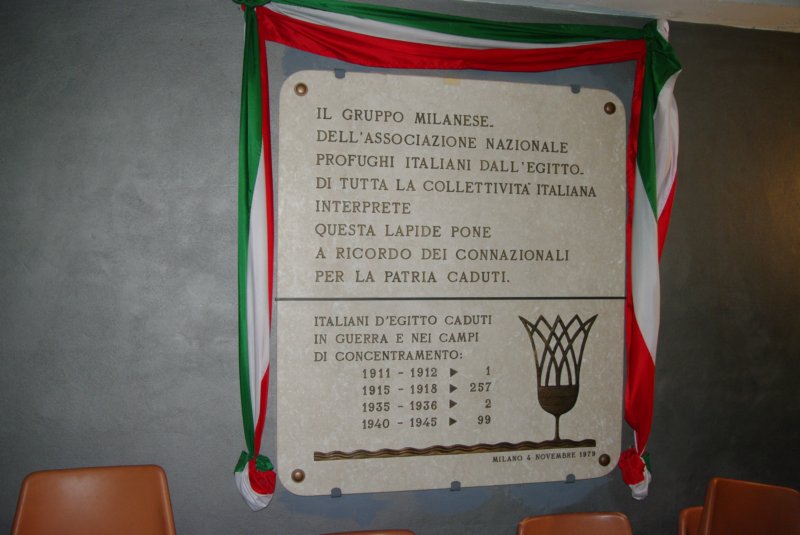 IL GRUPPO MILANESE
DELL'ASSOCIAZIONE NAZIONALE
PROFUGHI ITALIANI DALL'EGITTO
DI TUTTA LA COLLETTIVITA' ITALIANA
INTERPRETE
QUESTA LAPIDE PONE
A RICORDO DEI CONNAZIONALI
PER LA PATRIA CADUTI.
ITALIANI D'EGITTO CADUTI
IN GUERRA E NEI CAMPI
DI CONCENTRAMENTO:
1911 - 1912 ▶ 1
1915 - 1918 ▶ 257
1935 - 1936 ▶ 2
1940 - 1945 ▶ 99
MILANO 4 NOVEMBRE 1979